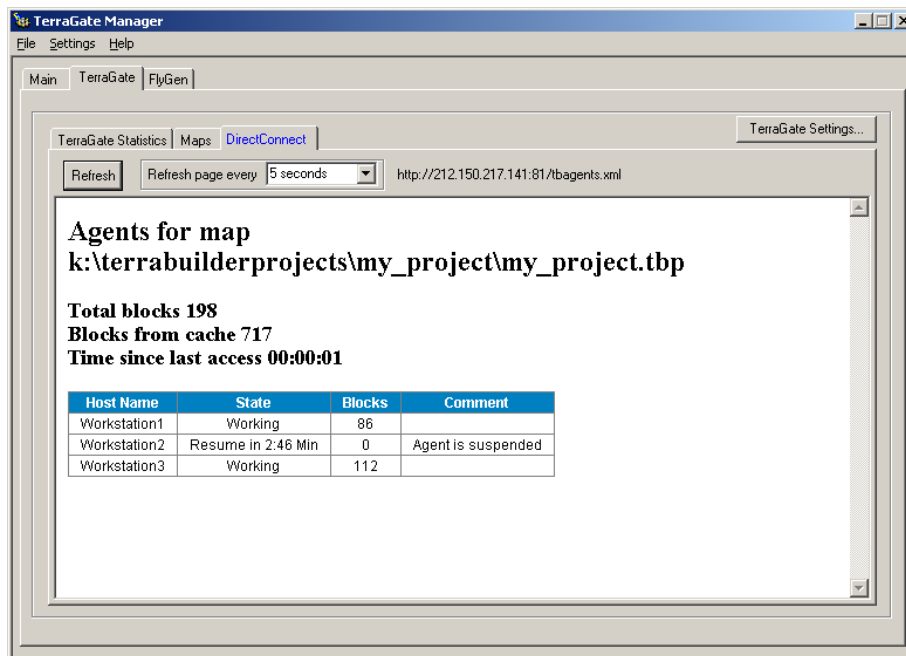 TerraGate Manager
File Settings Help
Main TerraGate FlyGen
TerraGate Settings...
TerraGate Statistics Maps DirectConnect
Refresh Refresh page every 5 seconds http://212.150.217.141:81/tbagents.xml
Agents for map
k:\terrabuilderprojects\my_project\my_project.tbp
Total blocks 198
Blocks from cache 717
Time since last access 00:00:01
Host Name State Blocks Comment
Workstation1 Working 86
Workstation2 Resume in 2:46 Min 0 Agent is suspended
Workstation3 Working 112